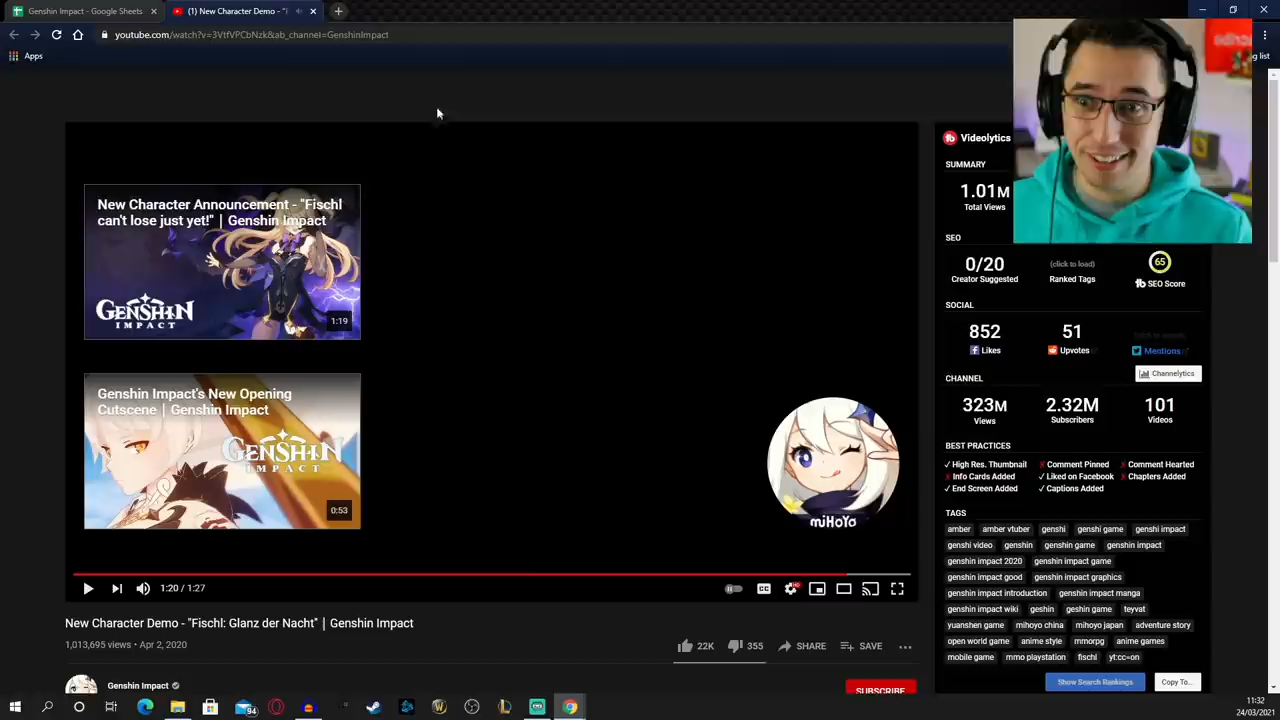 Genshin Impact - Google Sheets
(1) New Character Demo - "F
youtube.com/watch?v=3VtfVPCbNzk&ab_channel=GenshinImpact
Apps
g list
New Character Announcement - "Fischl
can't lose just yet!" | Genshin Impact
GENSHIN
IMPACT
1:19
Genshin Impact's New Opening
Cutscene | Genshin Impact
GENSHIN
IMPACT
0:53
miHoYo
1:20 / 1:27
CC
HD
New Character Demo - "Fischl: Glanz der Nacht" | Genshin Impact
1,013,695 views • Apr 2, 2020
22K
355
SHARE
SAVE
Genshin Impact
SUBSCRIBE
Videolytics
SUMMARY
1.01M
Total Views
SEO
0/20
Creator Suggested
(click to load)
Ranked Tags
65
SEO Score
SOCIAL
852
Likes
51
Upvotes
Mentions
CHANNEL
Channelytics
323M
Views
2.32M
Subscribers
101
Videos
BEST PRACTICES
High Res. Thumbnail
Comment Pinned
Comment Hearted
Info Cards Added
Liked on Facebook
Chapters Added
End Screen Added
Captions Added
TAGS
amber amber vtuber genshi genshi game genshi impact
genshi video genshin genshin game genshin impact
genshin impact 2020 genshin impact game
genshin impact good genshin impact graphics
genshin impact introduction genshin impact manga
genshin impact wiki geshin geshin game teyvat
yuanshen game mihoyo china mihoyo japan adventure story
open world game anime style mmorpg anime games
mobile game mmo playstation fischl yt:cc=on
Show Search Rankings
Copy To...
94
11:32
24/03/2021